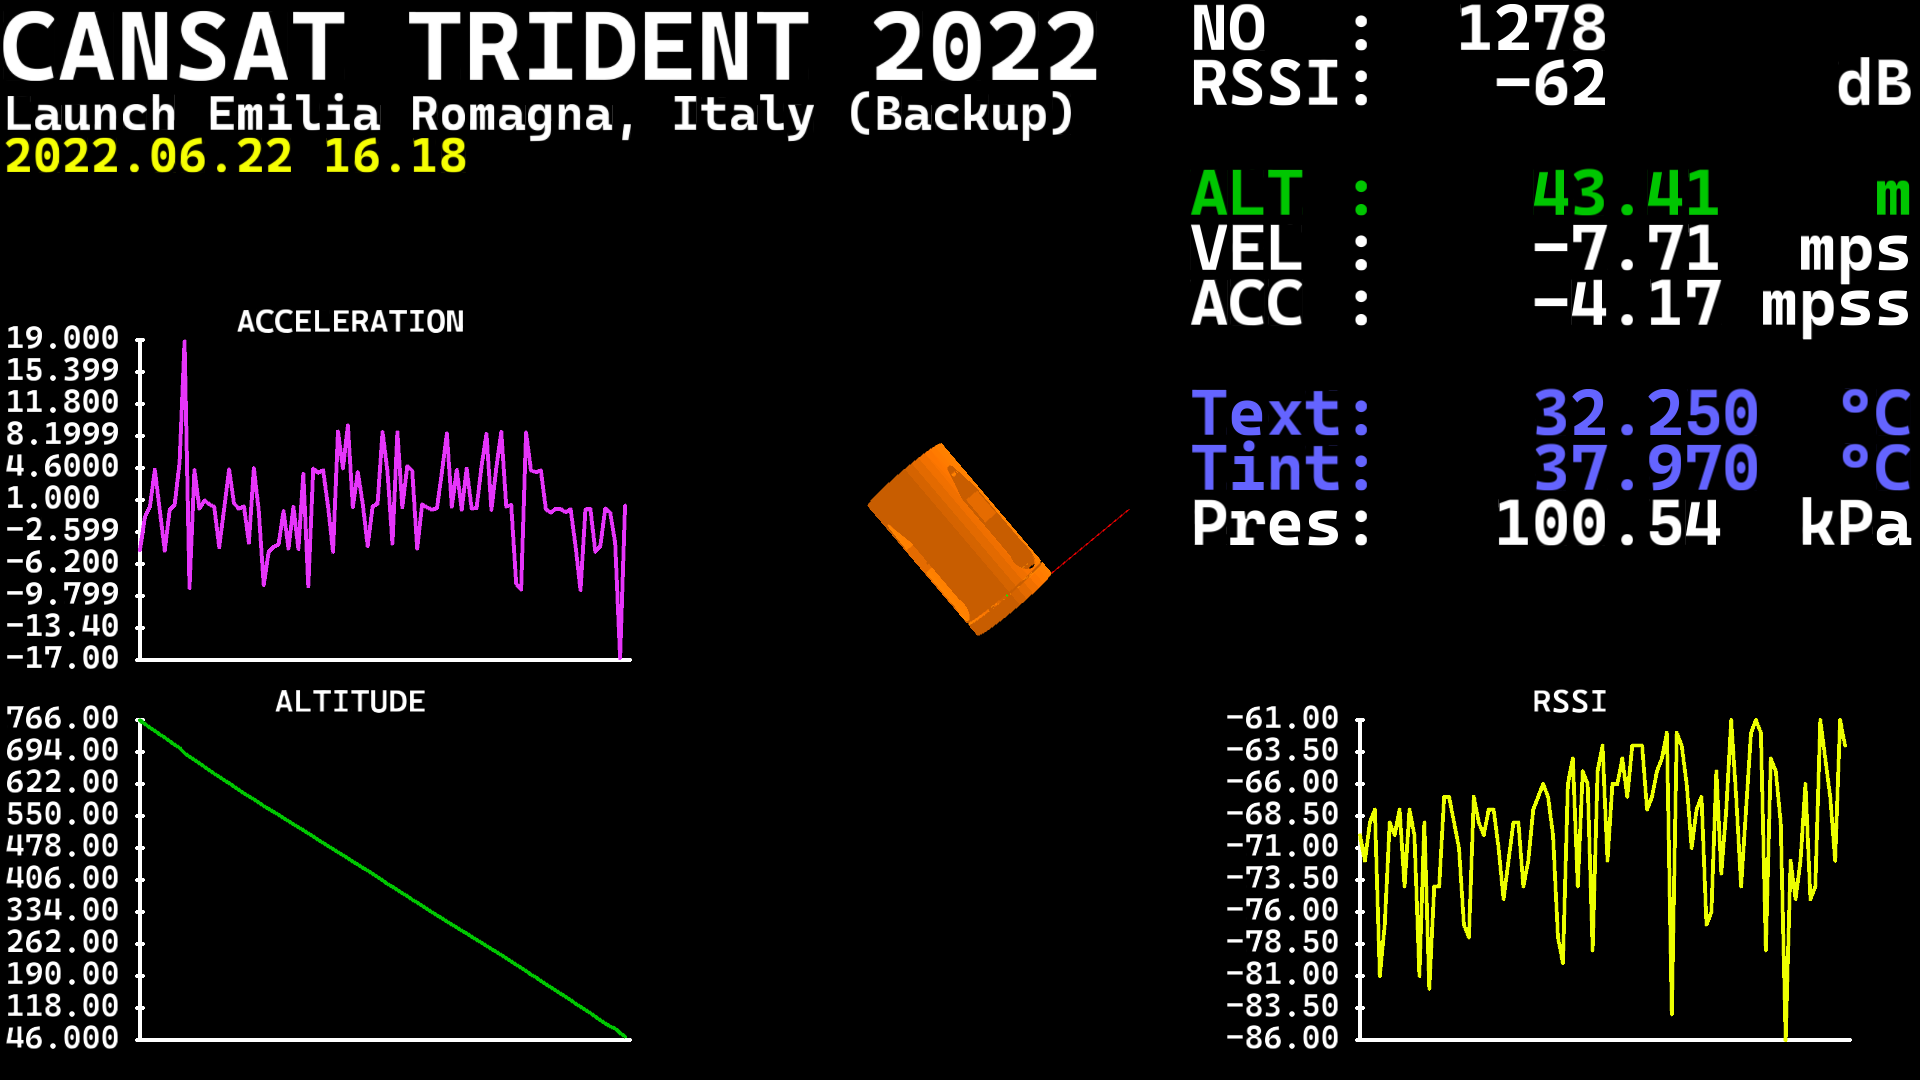 CANSAT TRIDENT 2022
Launch Emilia Romagna, Italy (Backup)
2022.06.22 16.18
NO : 1278
RSSI: −62 dB
ALT : 43.41 m
VEL : −7.71 mps
ACC : −4.17 mpss
Text: 32.250 °C
Tint: 37.970 °C
Pres: 100.54 kPa
ACCELERATION
19.000
15.399
11.800
8.1999
4.6000
1.000
−2.599
−6.200
−9.799
−13.40
−17.00
ALTITUDE
766.00
694.00
622.00
550.00
478.00
406.00
334.00
262.00
190.00
118.00
46.000
RSSI
−61.00
−63.50
−66.00
−68.50
−71.00
−73.50
−76.00
−78.50
−81.00
−83.50
−86.00